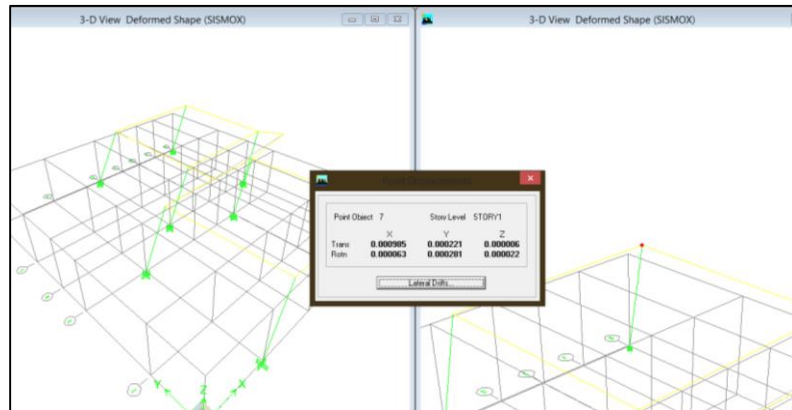 3-D View Deformed Shape (SISMOX)
3-D View Deformed Shape (SISMOX)
Point Object 7 Story Level STORY1
X Y Z
Trans 0.000985 0.000221 0.000006
Rotn 0.000063 0.000281 0.000022
Lateral Drifts...
Y Z X